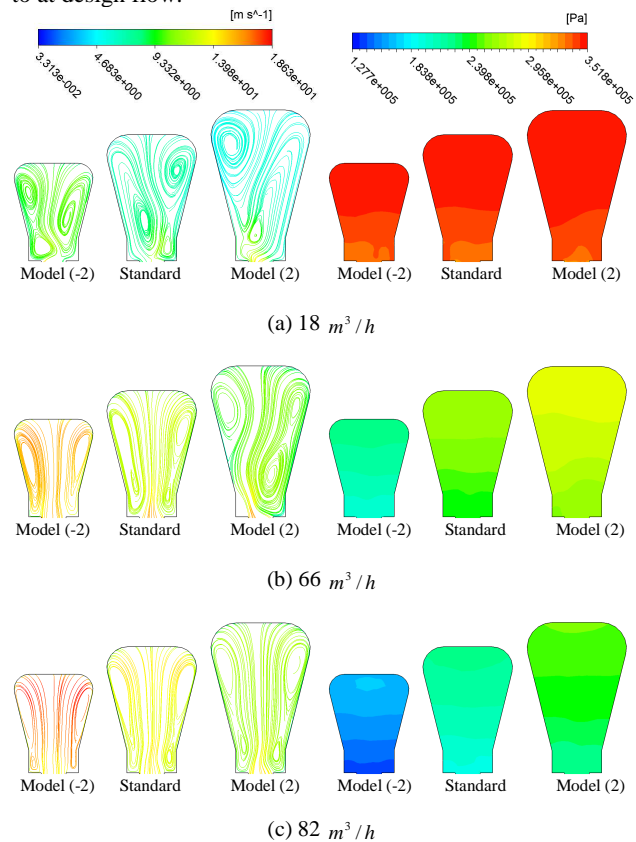 to at design flow.
[m s^-1]
[Pa]
3.313e-002
4.683e+000
9.332e+000
1.398e+001
1.863e+001
1.277e+005
1.838e+005
2.398e+005
2.958e+005
3.518e+005
Model (-2) Standard Model (2) Model (-2) Standard Model (2)
(a) 18 m³/h
Model (-2) Standard Model (2) Model (-2) Standard Model (2)
(b) 66 m³/h
Model (-2) Standard Model (2) Model (-2) Standard Model (2)
(c) 82 m³/h